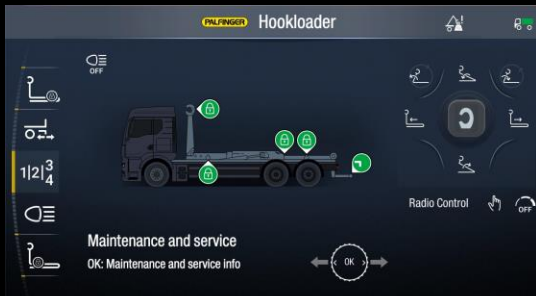 PALFINGER Hookloader
OFF
1|2|3
4
Radio Control
OFF
Maintenance and service
OK: Maintenance and service info
OK